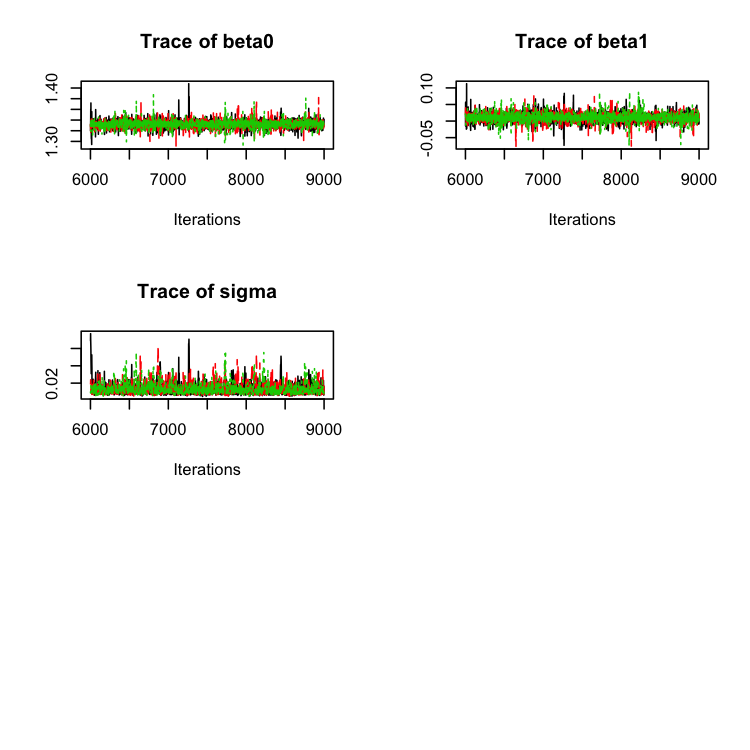 Trace of beta0
1.30 1.40
6000 7000 8000 9000
Iterations
Trace of beta1
-0.05 0.10
6000 7000 8000 9000
Iterations
Trace of sigma
0.02
6000 7000 8000 9000
Iterations